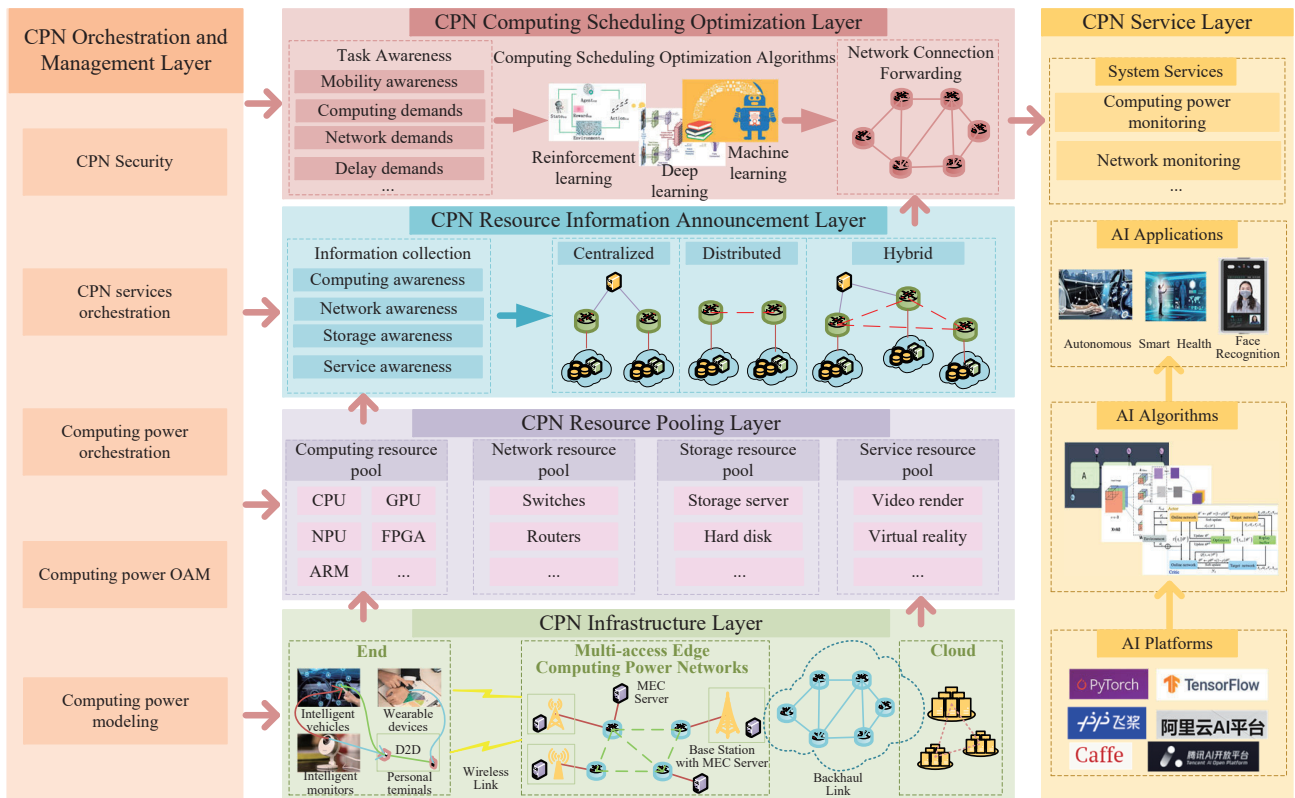 CPN Orchestration and
Management Layer
CPN Security
CPN services
orchestration
Computing power
orchestration
Computing power OAM
Computing power
modeling
CPN Computing Scheduling Optimization Layer
Task Awareness
Mobility awareness
Computing demands
Network demands
Delay demands
...
Computing Scheduling Optimization Algorithms
Reinforcement
learning
Deep
learning
Machine
learning
Network Connection
Forwarding
CPN Resource Information Announcement Layer
Information collection
Computing awareness
Network awareness
Storage awareness
Service awareness
Centralized
Distributed
Hybrid
CPN Resource Pooling Layer
Computing resource
pool
CPU
GPU
NPU
FPGA
ARM
...
Network resource
pool
Switches
Routers
...
Storage resource
pool
Storage server
Hard disk
...
Service resource
pool
Video render
Virtual reality
...
CPN Infrastructure Layer
End
Intelligent
vehicles
Wearable
devices
D2D
Intelligent
monitors
Personal
teminals
Wireless
Link
Multi-access Edge
Computing Power Networks
MEC
Server
Base Station
with MEC Server
Backhaul
Link
Cloud
CPN Service Layer
System Services
Computing power
monitoring
Network monitoring
...
AI Applications
Autonomous
Smart Health
Face
Recognition
AI Algorithms
A
AI Platforms
PyTorch
TensorFlow
飞桨
阿里云AI平台
Caffe
腾讯AI开放平台
Tencent AI Open Platform